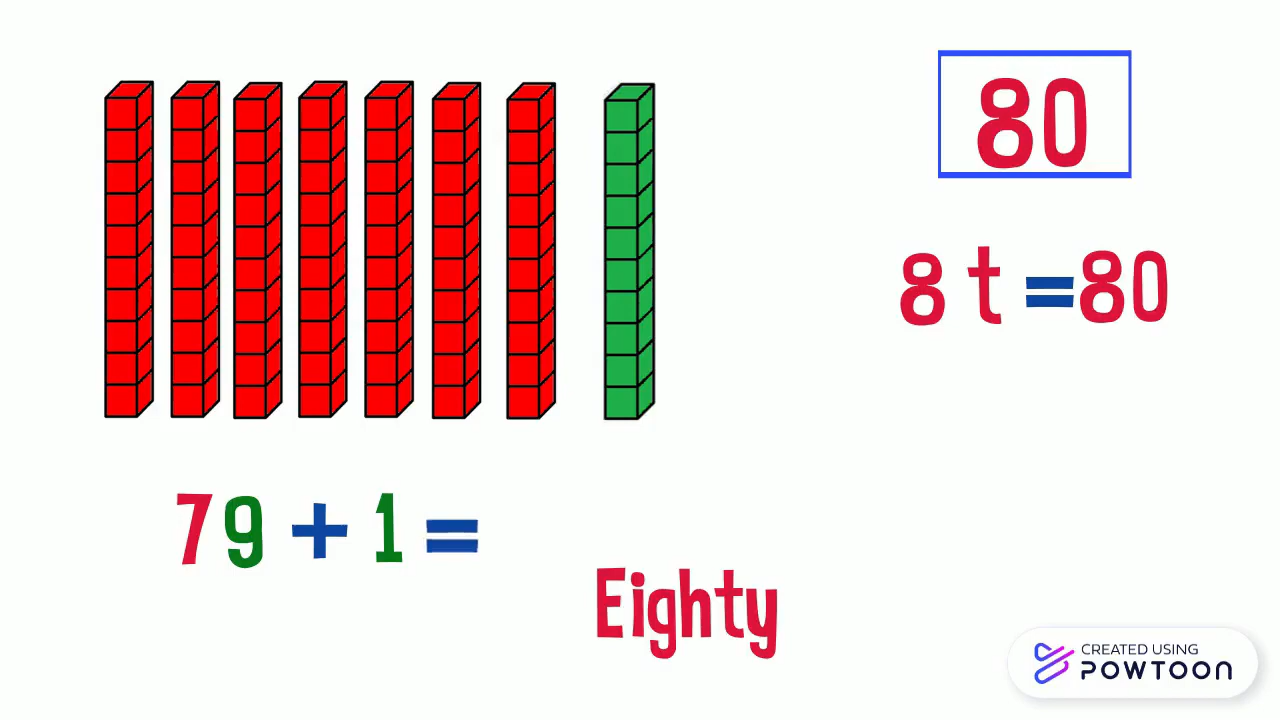 80
8 t =80
79 + 1 =
Eighty
CREATED USING
POWTOON